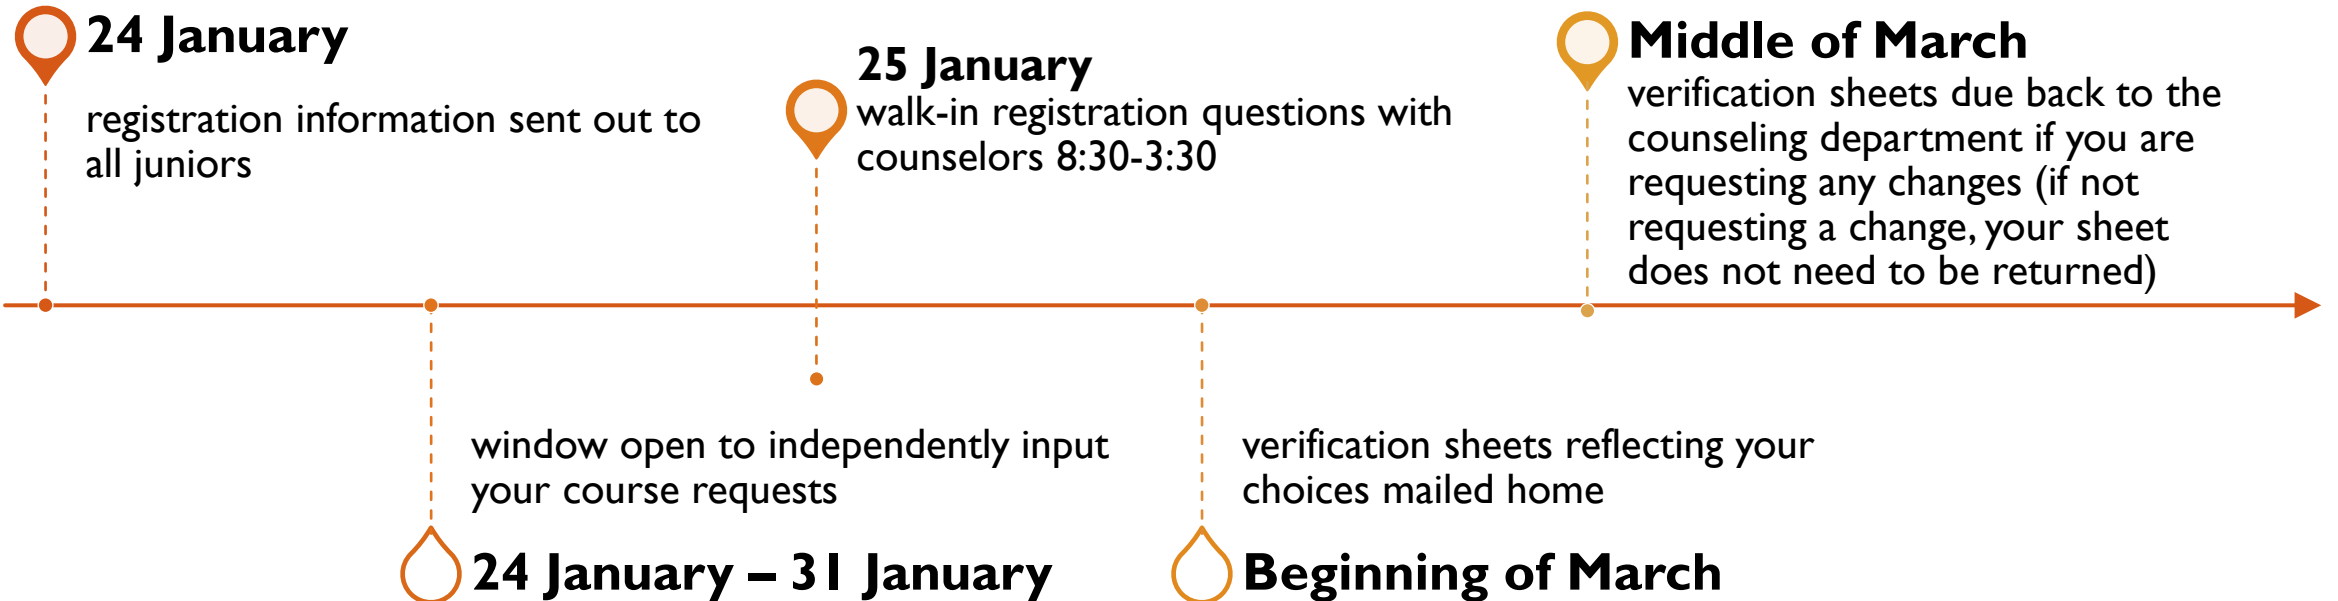 24 January
registration information sent out to
all juniors
window open to independently input
your course requests
24 January – 31 January
25 January
walk-in registration questions with
counselors 8:30-3:30
verification sheets reflecting your
choices mailed home
Beginning of March
Middle of March
verification sheets due back to the
counseling department if you are
requesting any changes (if not
requesting a change, your sheet
does not need to be returned)